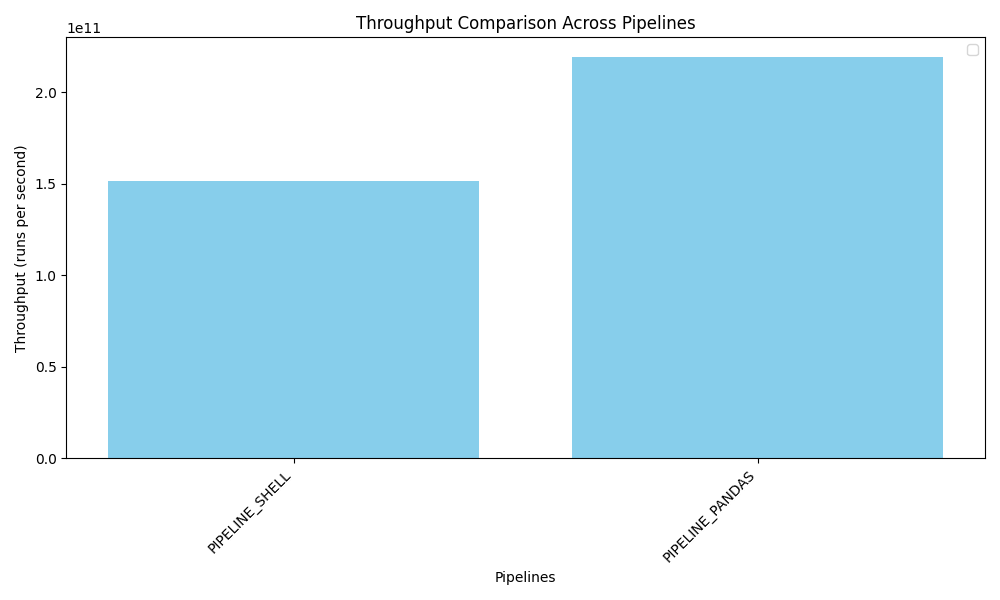 Throughput Comparison Across Pipelines
1e11
Throughput (runs per second)
2.0
1.5
1.0
0.5
0.0
PIPELINE_SHELL
PIPELINE_PANDAS
Pipelines